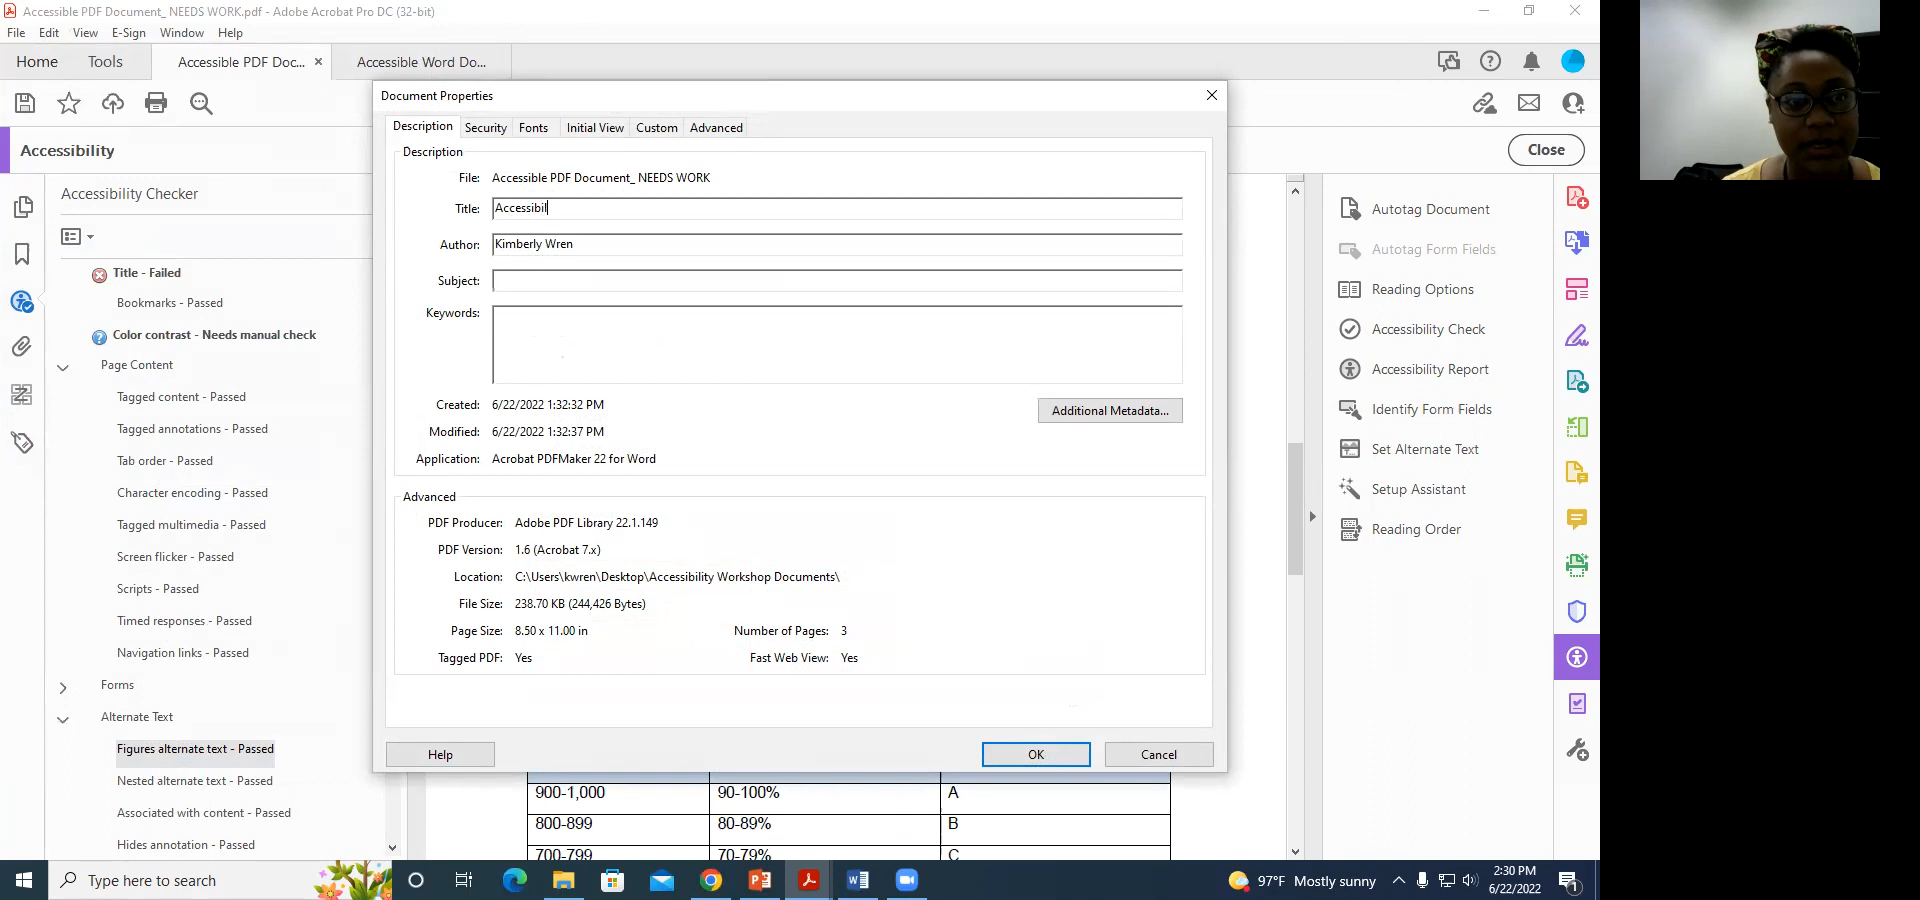 Accessible PDF Document_ NEEDS WORK.pdf - Adobe Acrobat Pro DC (32-bit)
File Edit View E-Sign Window Help
Home Tools Accessible PDF Doc... × Accessible Word Do...
Document Properties
Description Security Fonts Initial View Custom Advanced
Description
File: Accessible PDF Document_ NEEDS WORK
Title: Accessibil
Author: Kimberly Wren
Subject:
Keywords:
Created: 6/22/2022 1:32:32 PM
Additional Metadata...
Modified: 6/22/2022 1:32:37 PM
Application: Acrobat PDFMaker 22 for Word
Advanced
PDF Producer: Adobe PDF Library 22.1.149
PDF Version: 1.6 (Acrobat 7.x)
Location: C:\Users\kwren\Desktop\Accessibility Workshop Documents\
File Size: 238.70 KB (244,426 Bytes)
Page Size: 8.50 x 11.00 in Number of Pages: 3
Tagged PDF: Yes Fast Web View: Yes
Help OK Cancel
Accessibility
Close
Accessibility Checker
Title - Failed
Bookmarks - Passed
Color contrast - Needs manual check
Page Content
Tagged content - Passed
Tagged annotations - Passed
Tab order - Passed
Character encoding - Passed
Tagged multimedia - Passed
Screen flicker - Passed
Scripts - Passed
Timed responses - Passed
Navigation links - Passed
Forms
Alternate Text
Figures alternate text - Passed
Nested alternate text - Passed
Associated with content - Passed
Hides annotation - Passed
900-1,000 90-100% A
800-899 80-89% B
700-799 70-79% C
Autotag Document
Autotag Form Fields
Reading Options
Accessibility Check
Accessibility Report
Identify Form Fields
Set Alternate Text
Setup Assistant
Reading Order
Type here to search
97°F Mostly sunny
2:30 PM
6/22/2022
1